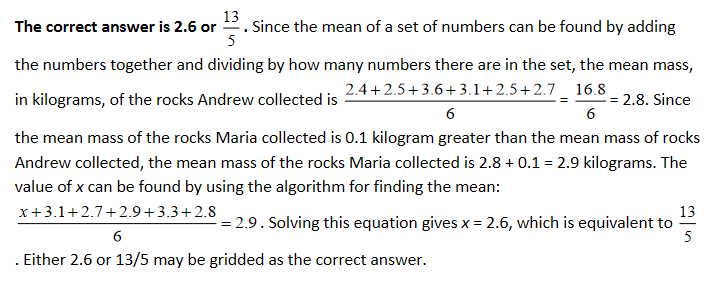 The correct answer is 2.6 or 13/5. Since the mean of a set of numbers can be found by adding
the numbers together and dividing by how many numbers there are in the set, the mean mass,
in kilograms, of the rocks Andrew collected is (2.4+2.5+3.6+3.1+2.5+2.7)/6 = 16.8/6 = 2.8. Since
the mean mass of the rocks Maria collected is 0.1 kilogram greater than the mean mass of rocks
Andrew collected, the mean mass of the rocks Maria collected is 2.8 + 0.1 = 2.9 kilograms. The
value of x can be found by using the algorithm for finding the mean:
(x+3.1+2.7+2.9+3.3+2.8)/6 = 2.9. Solving this equation gives x = 2.6, which is equivalent to 13/5
. Either 2.6 or 13/5 may be gridded as the correct answer.